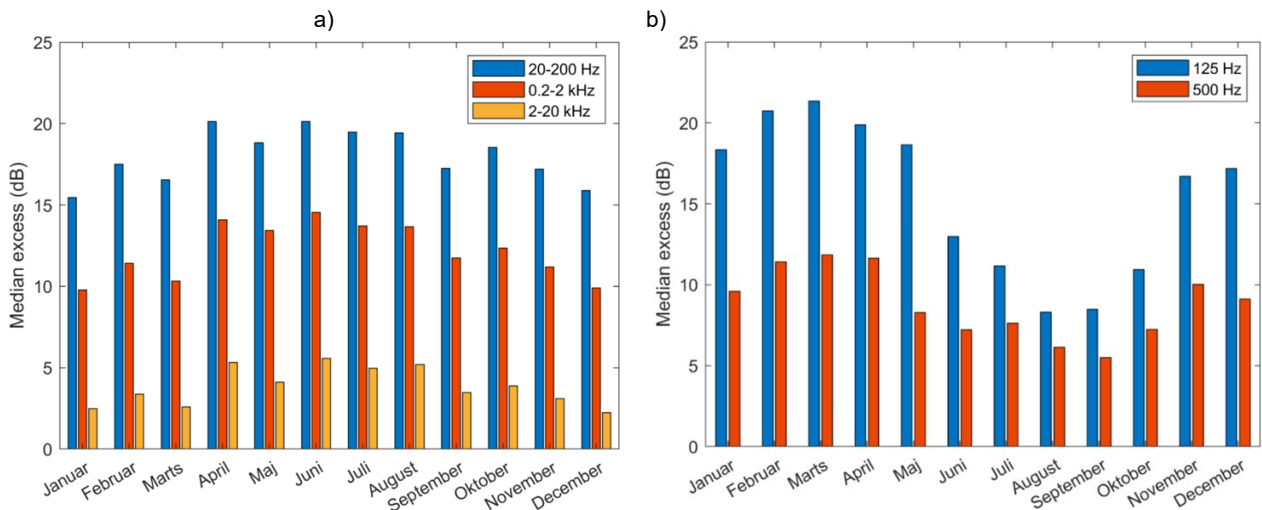 a)
Median excess (dB)
25
20
15
10
5
0
20-200 Hz
0.2-2 kHz
2-20 kHz
Januar
Februar
Marts
April
Maj
Juni
Juli
August
September
Oktober
November
December
b)
Median excess (dB)
25
20
15
10
5
0
125 Hz
500 Hz
Januar
Februar
Marts
April
Maj
Juni
Juli
August
September
Oktober
November
December